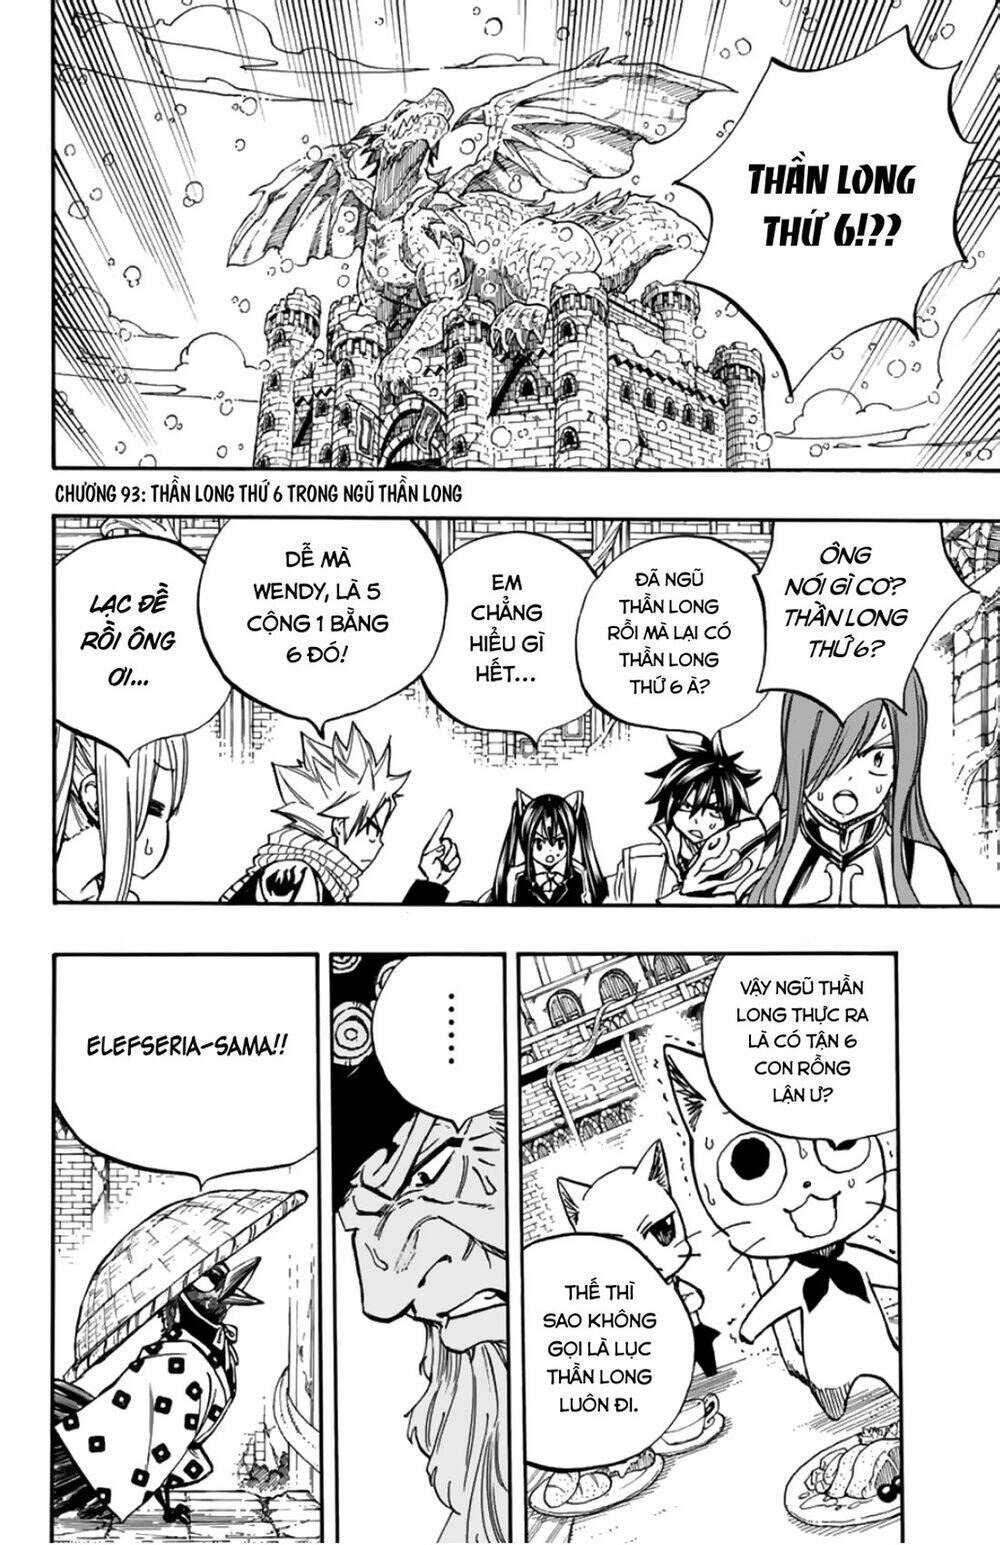 THẦN LONG
THỨ 6!??
CHƯƠNG 93: THẦN LONG THỨ 6 TRONG NGŨ THẦN LONG
ÔNG
NÓI GÌ CƠ?
THẦN LONG
THỨ 6?
ĐÃ NGŨ
THẦN LONG
RỒI MÀ LẠI CÓ
THẦN LONG
THỨ 6 À?
EM
CHẲNG
HIỂU GÌ
HẾT...
DỄ MÀ
WENDY, LÀ 5
CỘNG 1 BẰNG
6 ĐÓ!
LẠC ĐỀ
RỒI ÔNG
ƠI...
VẬY NGŨ THẦN
LONG THỰC RA
LÀ CÓ TẬN 6
CON RỒNG
LẬN Ư?
THẾ THÌ
SAO KHÔNG
GỌI LÀ LỤC
THẦN LONG
LUÔN ĐI.
......
ELEFSERIA-SAMA!!